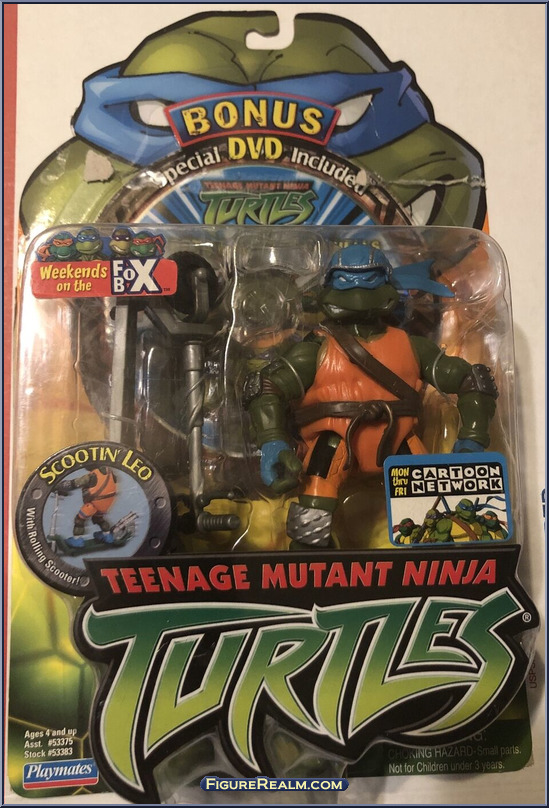 BONUS
DVD
Special Included
TEENAGE MUTANT NINJA
TURTLES
Weekends
on the
FOX
BOX™
SCOOTIN' LEO
With Rolling Scooter!
MON
thru
FRI
CARTOON
NETWORK
TEENAGE MUTANT NINJA
TURTLES®
Ages 4 and up
Asst. #53375
Stock #53383
Playmates
CHOKING HAZARD-Small parts.
Not for Children under 3 years.
FIGUREREALM.COM